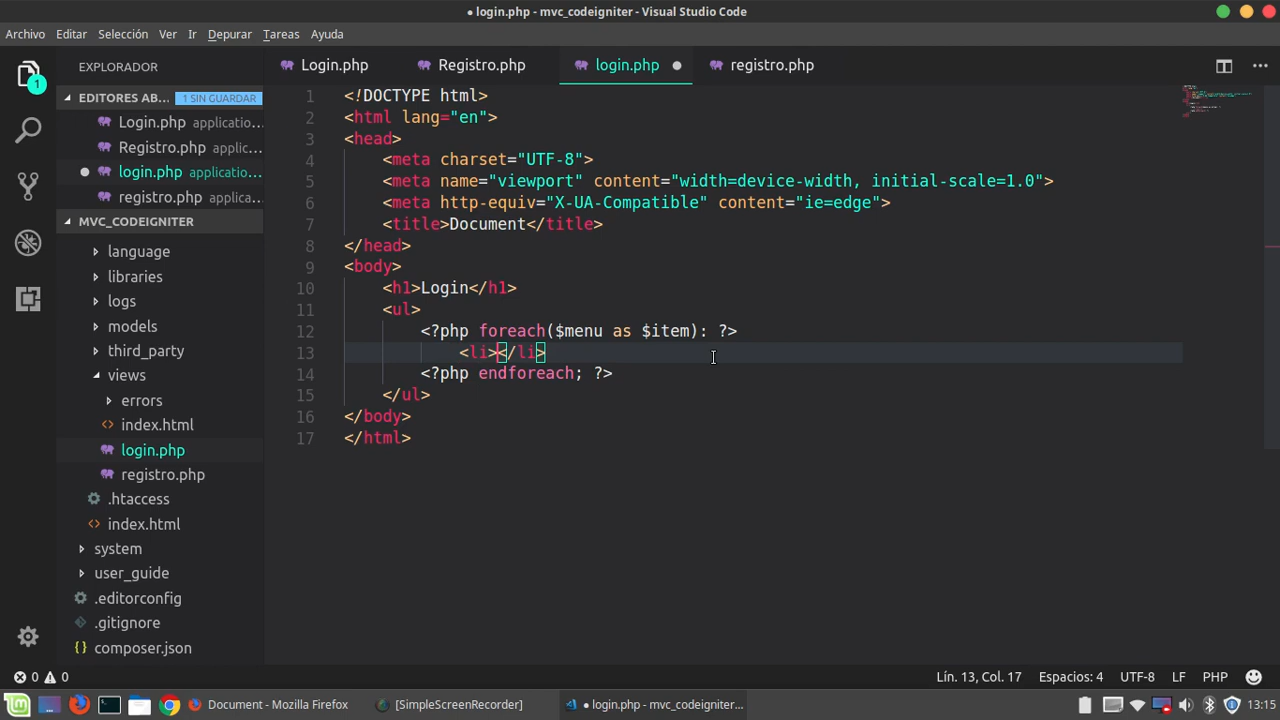 ● login.php - mvc_codeigniter - Visual Studio Code
Archivo Editar Selección Ver Ir Depurar Tareas Ayuda
EXPLORADOR
Login.php Registro.php login.php ● registro.php
1
EDITORES AB... 1 SIN GUARDAR
Login.php applicatio...
Registro.php applic...
● login.php applicatio...
registro.php applica...
MVC_CODEIGNITER
language
libraries
logs
models
third_party
views
errors
index.html
login.php
registro.php
.htaccess
index.html
system
user_guide
.editorconfig
.gitignore
composer.json
1 <!DOCTYPE html>
2 <html lang="en">
3 <head>
4 <meta charset="UTF-8">
5 <meta name="viewport" content="width=device-width, initial-scale=1.0">
6 <meta http-equiv="X-UA-Compatible" content="ie=edge">
7 <title>Document</title>
8 </head>
9 <body>
10 <h1>Login</h1>
11 <ul>
12 <?php foreach($menu as $item): ?>
13 <li></li>
14 <?php endforeach; ?>
15 </ul>
16 </body>
17 </html>
0 0 Lín. 13, Col. 17 Espacios: 4 UTF-8 LF PHP
Document - Mozilla Firefox [SimpleScreenRecorder] ● login.php - mvc_codeigniter... 13:15